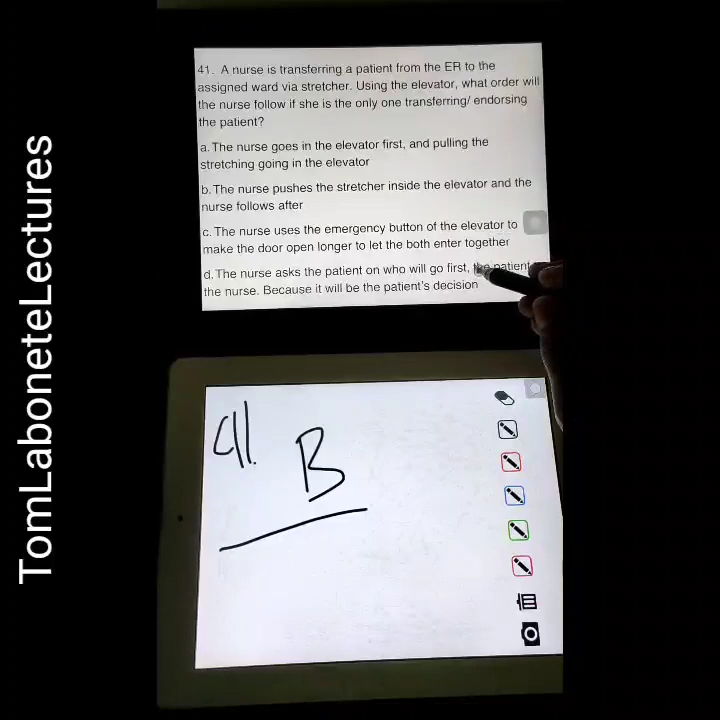 TomLaboneteLectures
41. A nurse is transferring a patient from the ER to the
assigned ward via stretcher. Using the elevator, what order will
the nurse follow if she is the only one transferring/ endorsing
the patient?
a. The nurse goes in the elevator first, and pulling the
stretching going in the elevator
b. The nurse pushes the stretcher inside the elevator and the
nurse follows after
c. The nurse uses the emergency button of the elevator to
make the door open longer to let the both enter together
d. The nurse asks the patient on who will go first, the patient
the nurse. Because it will be the patient's decision
41.
B